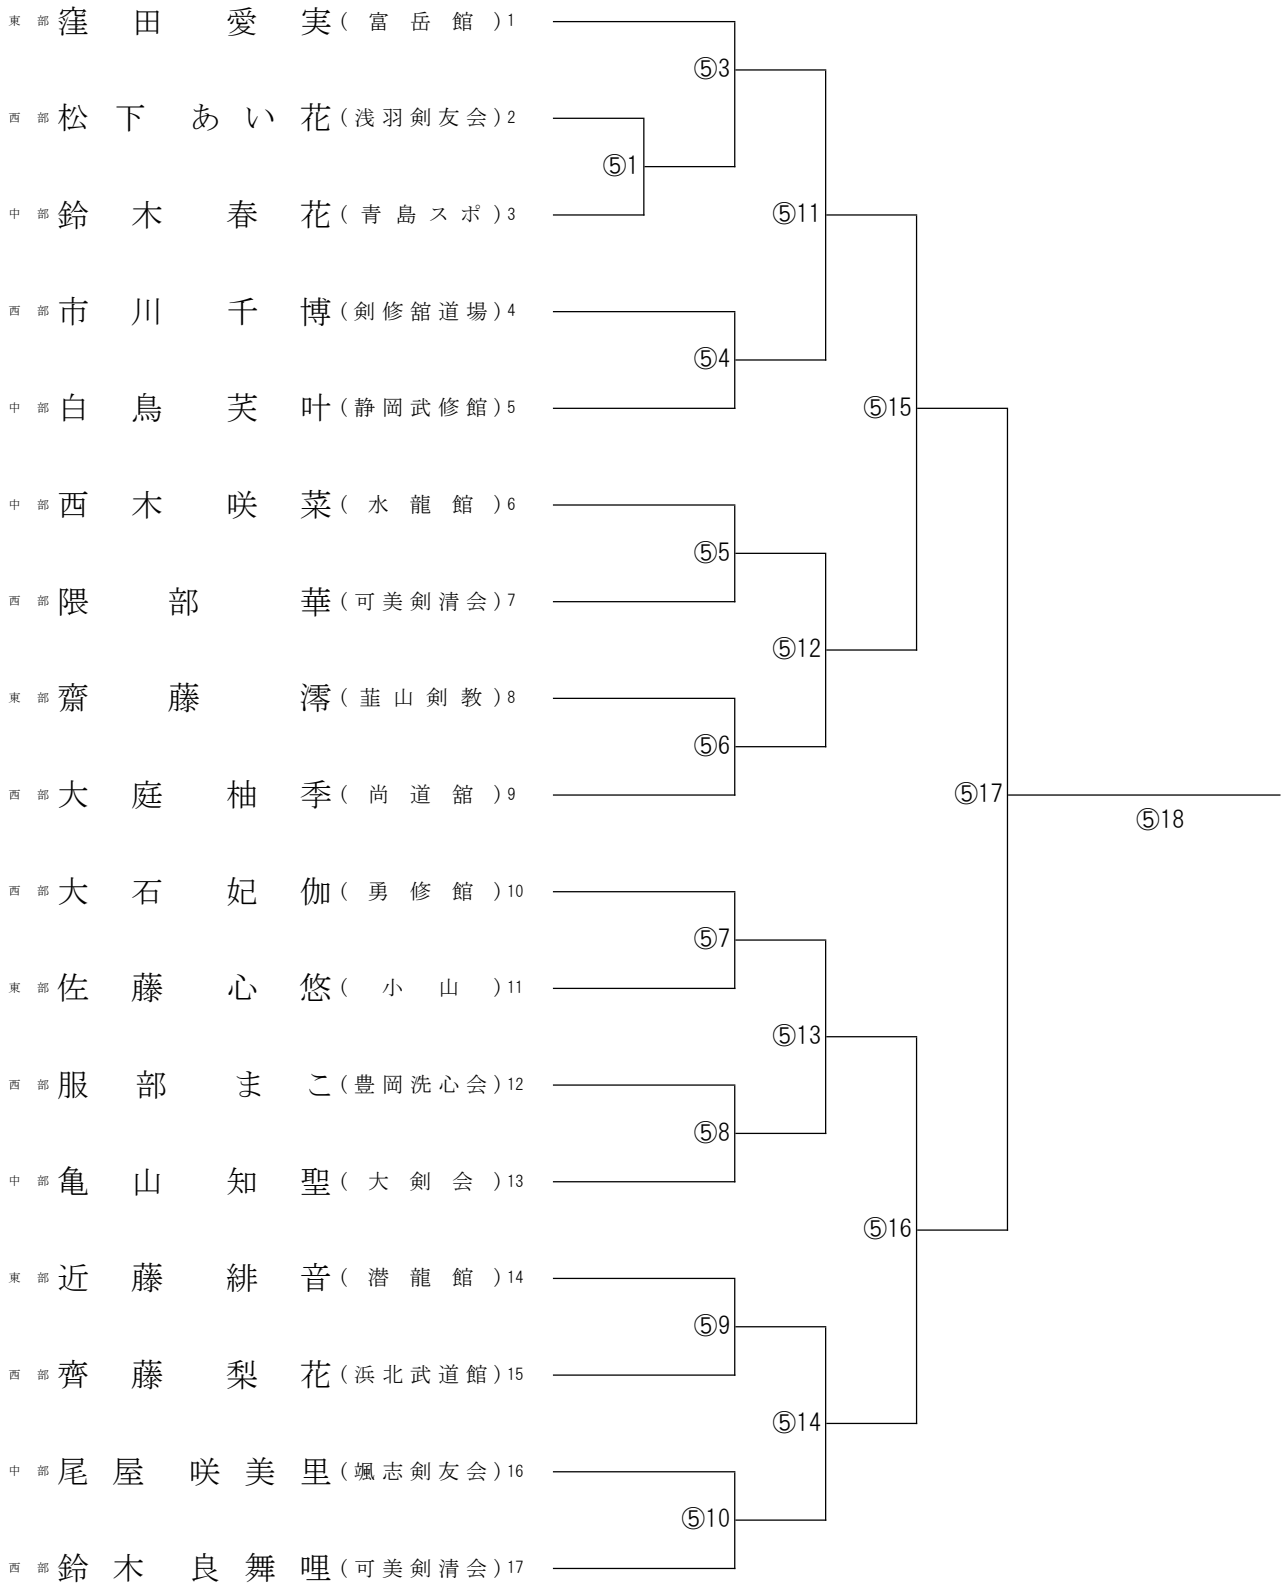 東部 窪田愛実 (富岳館) 1
⑤3
西部 松下あい花 (浅羽剣友会) 2
⑤1
中部 鈴木春花 (青島スポ) 3
⑤11
西部 市川千博 (剣修舘道場) 4
⑤4
中部 白鳥芙叶 (静岡武修館) 5
⑤15
中部 西木咲菜 (水龍館) 6
⑤5
西部 隈部華 (可美剣清会) 7
⑤12
東部 齋藤澪 (韮山剣教) 8
⑤6
西部 大庭柚季 (尚道舘) 9
⑤17
⑤18
西部 大石妃伽 (勇修館) 10
⑤7
東部 佐藤心悠 (小山) 11
⑤13
西部 服部まこ (豊岡洗心会) 12
⑤8
中部 亀山知聖 (大剣会) 13
⑤16
東部 近藤緋音 (潜龍館) 14
⑤9
西部 齊藤梨花 (浜北武道館) 15
⑤14
中部 尾屋咲美里 (颯志剣友会) 16
⑤10
西部 鈴木良舞哩 (可美剣清会) 17